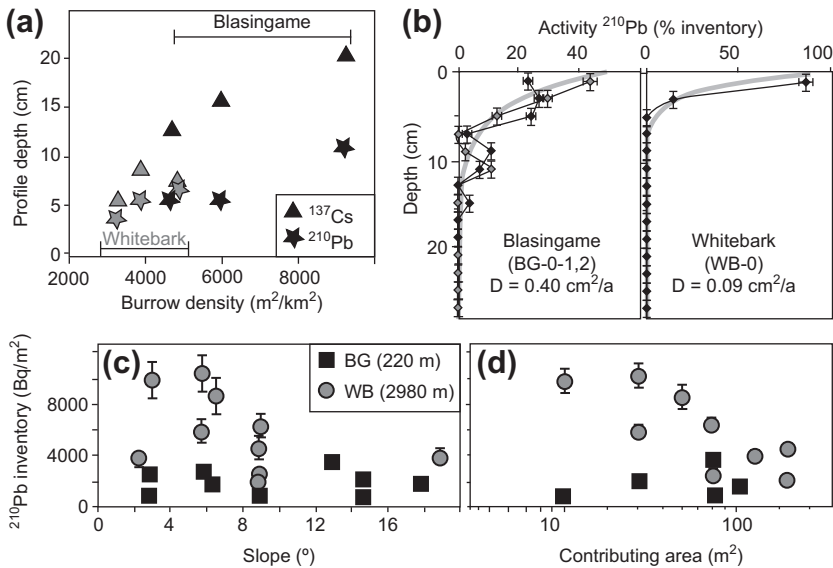 (a)
Blasingame
Profile depth (cm)
20
15
10
5
0
¹³⁷Cs
²¹⁰Pb
Whitebark
2000 4000 6000 8000
Burrow density (m²/km²)
(b)
Activity ²¹⁰Pb (% inventory)
0 20 40 0 50 100
Depth (cm)
0
10
20
Blasingame
(BG-0-1,2)
D = 0.40 cm²/a
Whitebark
(WB-0)
D = 0.09 cm²/a
(c)
BG (220 m)
WB (2980 m)
²¹⁰Pb inventory (Bq/m²)
8000
4000
0
0 4 8 12 16
Slope (º)
(d)
10 100
Contributing area (m²)